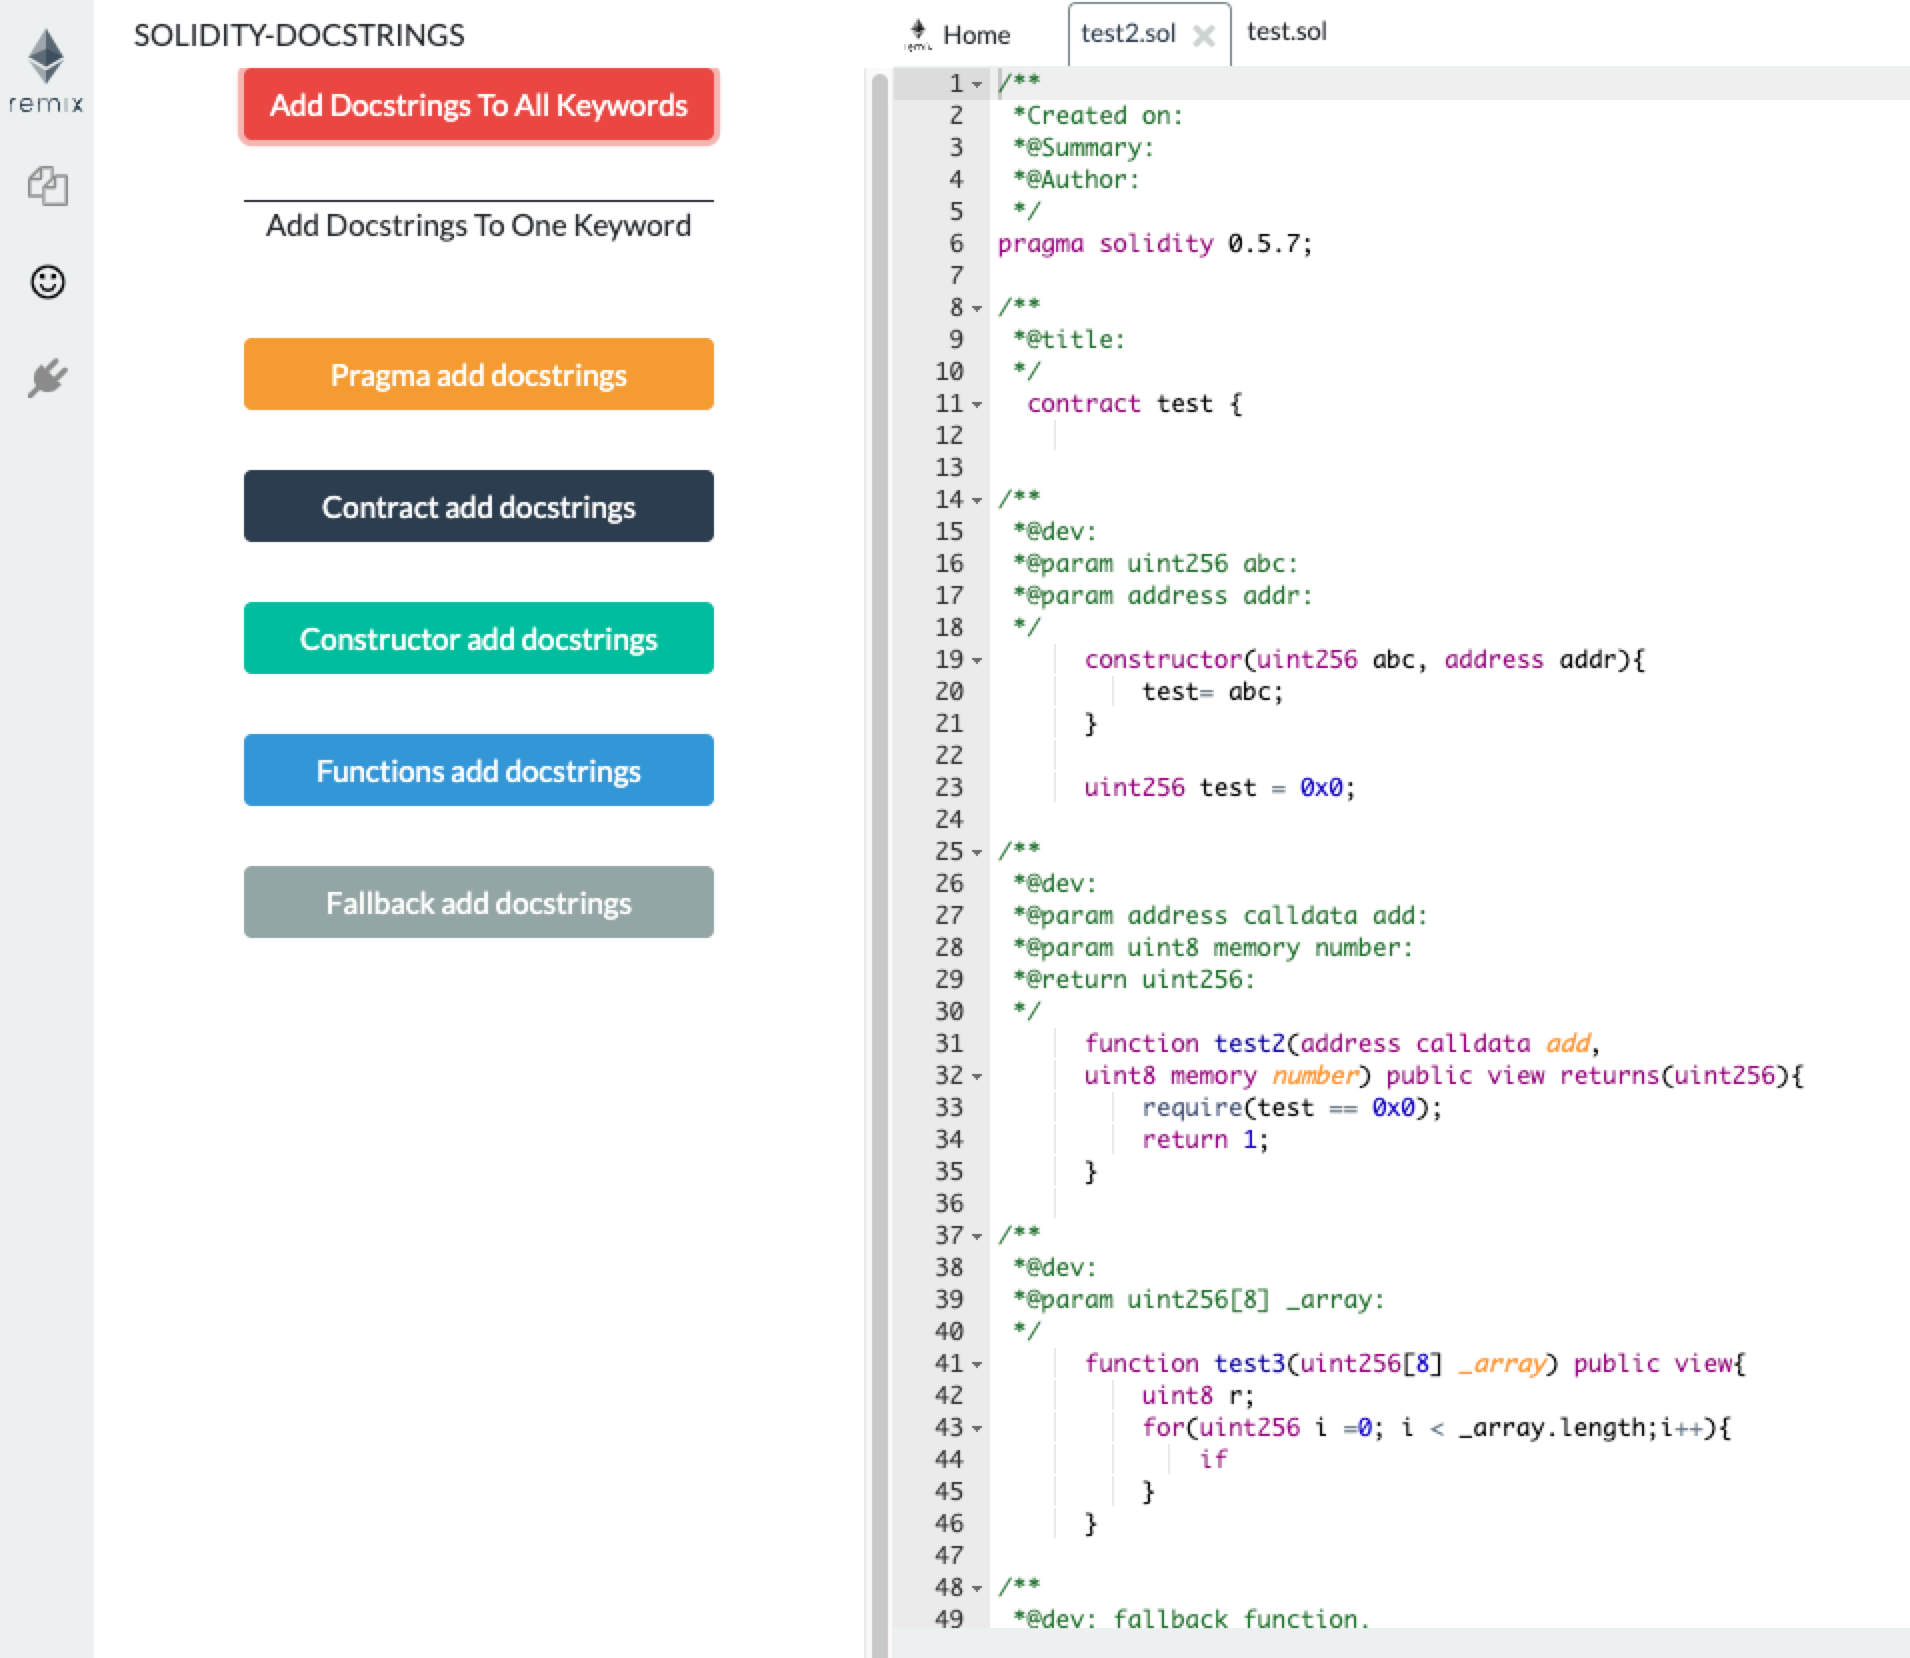 remix
SOLIDITY-DOCSTRINGS
Add Docstrings To All Keywords
Add Docstrings To One Keyword
Pragma add docstrings
Contract add docstrings
Constructor add docstrings
Functions add docstrings
Fallback add docstrings
remix Home
test2.sol
test.sol
1 /**
2 *Created on:
3 *@Summary:
4 *@Author:
5 */
6 pragma solidity 0.5.7;
7
8 /**
9 *@title:
10 */
11 contract test {
12
13
14 /**
15 *@dev:
16 *@param uint256 abc:
17 *@param address addr:
18 */
19 constructor(uint256 abc, address addr){
20 test= abc;
21 }
22
23 uint256 test = 0x0;
24
25 /**
26 *@dev:
27 *@param address calldata add:
28 *@param uint8 memory number:
29 *@return uint256:
30 */
31 function test2(address calldata add,
32 uint8 memory number) public view returns(uint256){
33 require(test == 0x0);
34 return 1;
35 }
36
37 /**
38 *@dev:
39 *@param uint256[8] _array:
40 */
41 function test3(uint256[8] _array) public view{
42 uint8 r;
43 for(uint256 i =0; i < _array.length;i++){
44 if
45 }
46 }
47
48 /**
49 *@dev: fallback function.